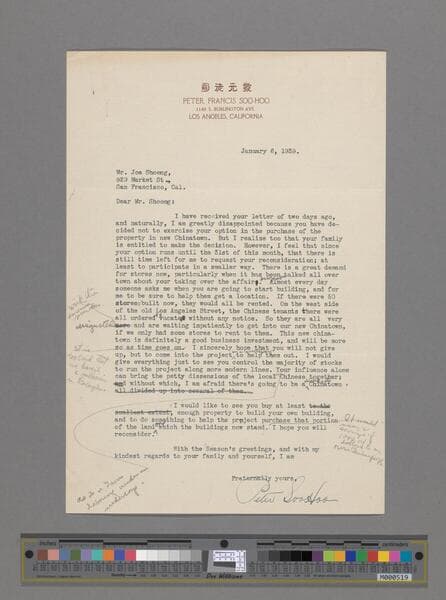 PETER FRANCIS SOO-HOO
1149 S. BURLINGTON AVE.
LOS ANGELES, CALIFORNIA
January 6, 1939.
Mr. Joe Shoong,
929 Market St.,
San Francisco, Cal.
Dear Mr. Shoong:
I have received your letter of two days ago,
and naturally, I am greatly disappointed because you have de-
cided not to exercise your option in the purchase of the
property in new Chinatown. But I realize too that your family
is entitled to make the decision. However, I feel that since
your option runs until the 31st of this month, that there is
still time left for me to request your reconsideration; at
least to participate in a smaller way. There is a great demand
for stores now, particularly when it has been talked all over
town about your taking over the affairs. Almost every day
someone asks me when you are going to start building, and for
me to be sure to help them get a location. If there were 50
stores built now, they would all be rented. On the west side
of the old Los Angeles Street, the Chinese tenants there were
all ordered without any notice. So they are all very
and are waiting impatiently to get into our new Chinatown,
if we only had some stores to rent to them. This new china-
town is definitely a good business investment, and will be more
so as time goes on. I sincerely hope that you will not give
up, but to come into the project to help them out. I would
give everything just to see you control the majority of stocks
to run the project along more modern lines. Your influence alone
can bring the petty dissensions of the local Chinese together;
and without which, I am afraid there's going to be a Chinatown
all divided up into several of them.
I would like to see you buy at least to the
smallest extent, enough property to build your own building,
and to do something to help the project purchase that portion
of the land which the buildings now stand. I hope you will
reconsider.
With the Season's greetings, and with my
kindest regards to your family and yourself, I am
Fraternally yours,
Peter SooHoo
inches
centimeters
Don Williams
M000519